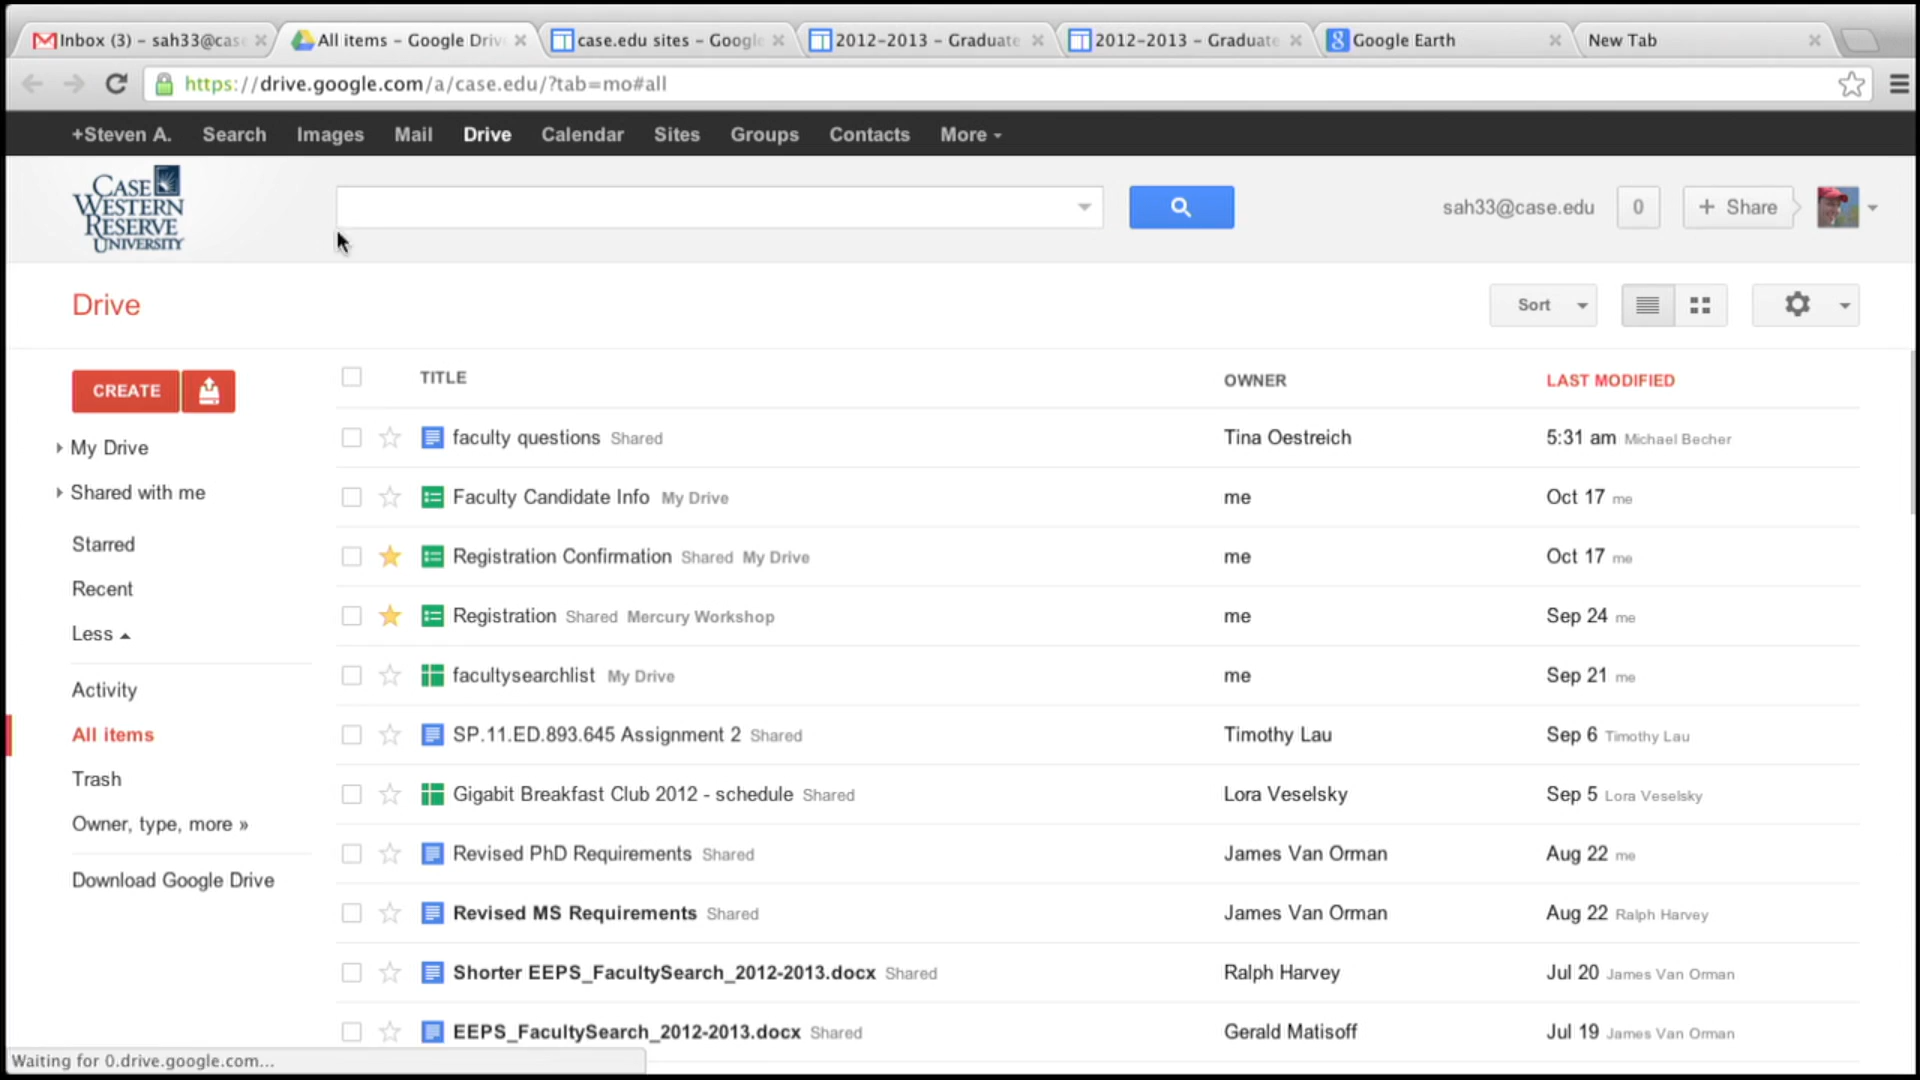 Inbox (3) – sah33@cas
All items – Google Driv
case.edu sites – Googl
2012–2013 – Graduate
2012–2013 – Graduate
Google Earth
New Tab
https://drive.google.com/a/case.edu/?tab=mo#all
+Steven A. Search Images Mail Drive Calendar Sites Groups Contacts More
CASE
WESTERN
RESERVE
UNIVERSITY
sah33@case.edu 0 + Share
Drive
Sort
CREATE
My Drive
Shared with me
Starred
Recent
Less
Activity
All items
Trash
Owner, type, more »
Download Google Drive
TITLE OWNER LAST MODIFIED
faculty questions Shared Tina Oestreich 5:31 am Michael Becher
Faculty Candidate Info My Drive me Oct 17 me
Registration Confirmation Shared My Drive me Oct 17 me
Registration Shared Mercury Workshop me Sep 24 me
facultysearchlist My Drive me Sep 21 me
SP.11.ED.893.645 Assignment 2 Shared Timothy Lau Sep 6 Timothy Lau
Gigabit Breakfast Club 2012 - schedule Shared Lora Veselsky Sep 5 Lora Veselsky
Revised PhD Requirements Shared James Van Orman Aug 22 me
Revised MS Requirements Shared James Van Orman Aug 22 Ralph Harvey
Shorter EEPS_FacultySearch_2012-2013.docx Shared Ralph Harvey Jul 20 James Van Orman
EEPS_FacultySearch_2012-2013.docx Shared Gerald Matisoff Jul 19 James Van Orman
Waiting for 0.drive.google.com...